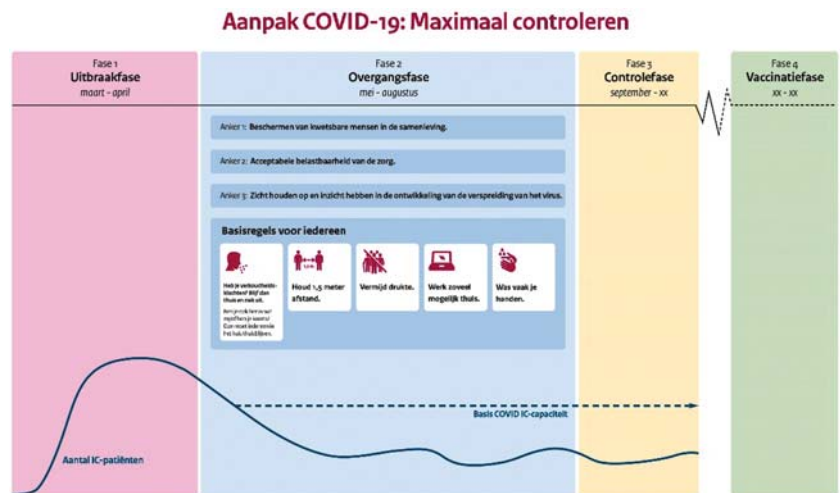 Aanpak COVID-19: Maximaal controleren
Fase 1
Uitbraakfase
maart - april
Fase 2
Overgangsfase
mei - augustus
Fase 3
Controlefase
september - xx
Fase 4
Vaccinatiefase
xx - xx
Anker 1: Beschermen van kwetsbare mensen in de samenleving.
Anker 2: Acceptabele belastbaarheid van de zorg.
Anker 3: Zicht houden op en inzicht hebben in de ontwikkeling van de verspreiding van het virus.
Basisregels voor iedereen
Heb je verkoudheids-
klachten? Blijf dan
thuis en ziek uit.
Houd 1,5 meter
afstand.
Vermijd drukte.
Werk zoveel
mogelijk thuis.
Was vaak je
handen.
Basis COVID IC-capaciteit
Aantal IC-patiënten